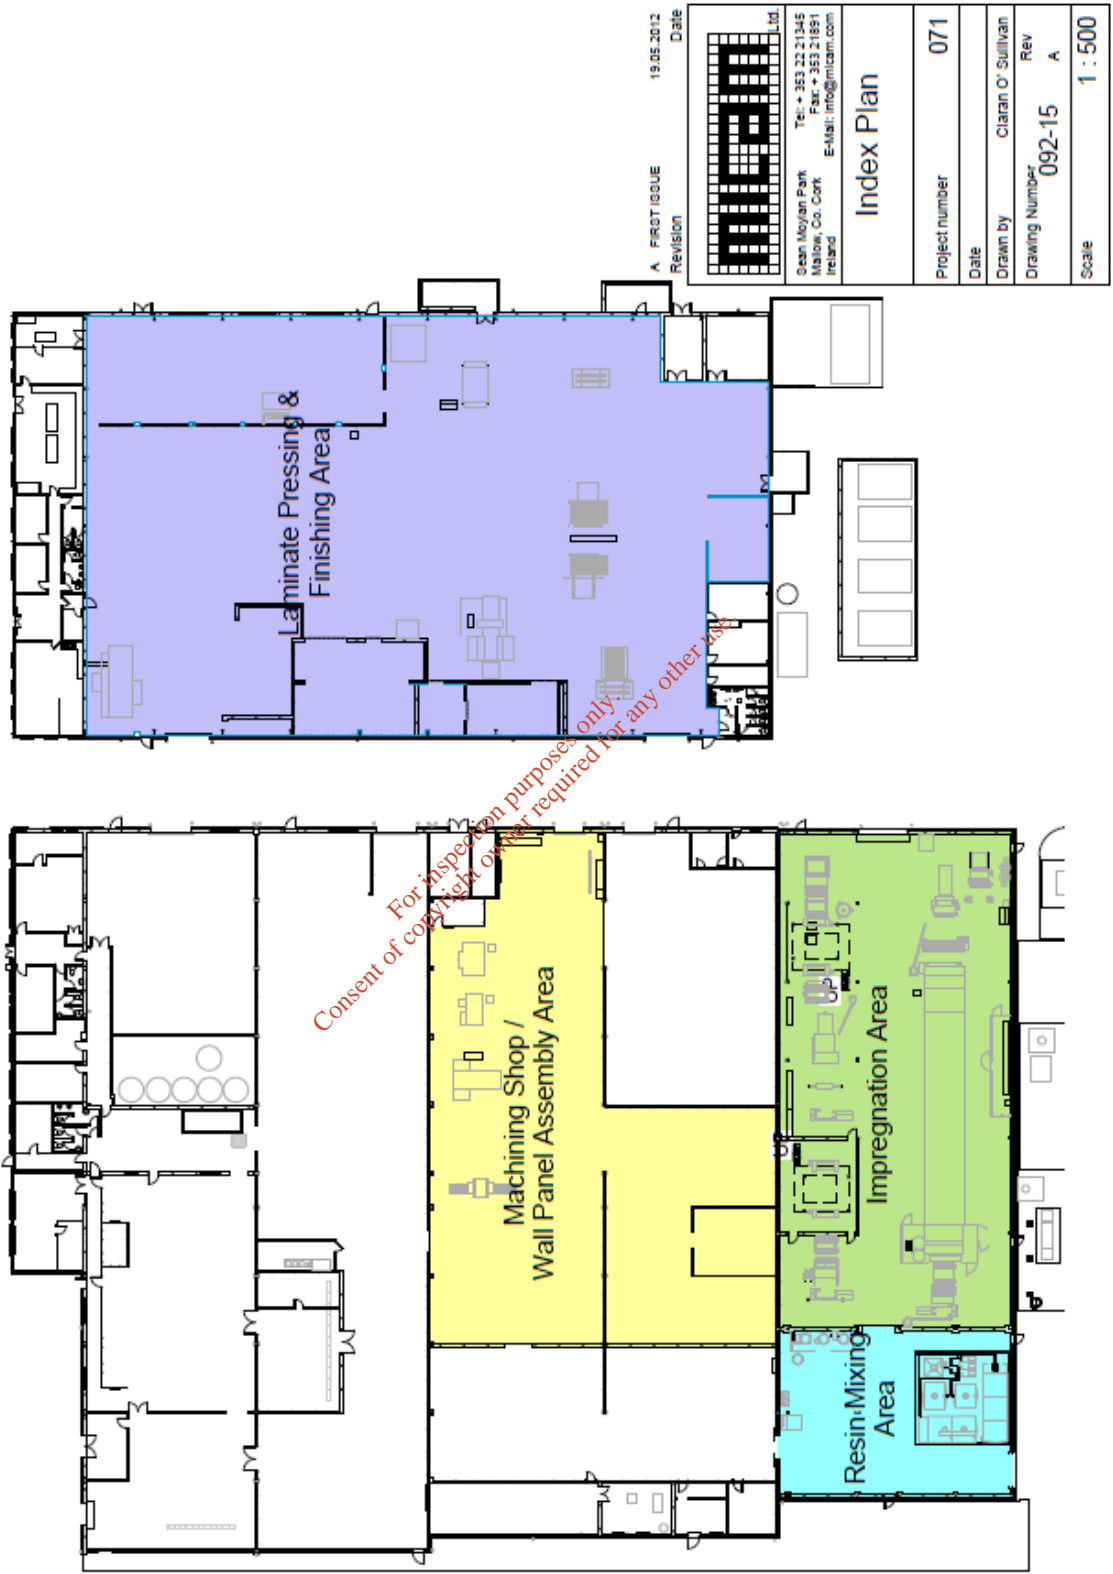 A FIRST ISSUE 19.05.2012
Revision Date
micam Ltd.
Sean Moylan Park
Mallow, Co. Cork
Ireland
Tel: + 353 22 21345
Fax: + 353 21891
E-Mail: info@micam.com
Index Plan
Project number 071
Date
Drawn by Ciaran O' Sullivan
Drawing Number Rev
092-15 A
Scale 1 : 500
Laminate Pressing &
Finishing Area
Machining Shop /
Wall Panel Assembly Area
Impregnation Area
UP
Resin Mixing
Area
For inspection purposes only.
Consent of copyright owner required for any other use.